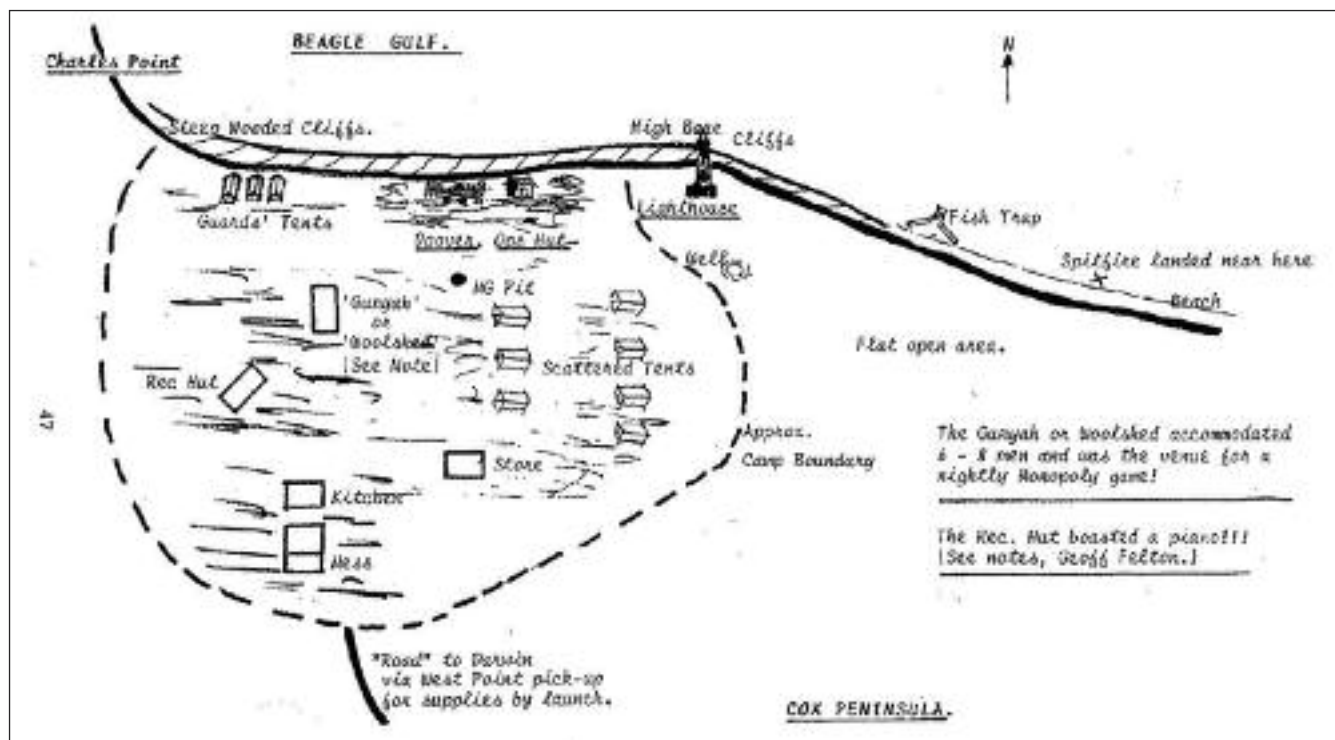 BEAGLE GULF.
N
Charles Point
Steep Wooded Cliffs.
High Bare
Cliffs
Guards' Tents
Doover. Ops Hut
Lighthouse
Fish Trap
Well
Spitfire landed near here
Beach
MG Pit
'Gunyah'
or
'Woolshed'
(See Note)
Flat open area.
Rec Hut
Scattered Tents
47
Approx.
Camp Boundary
Store
Kitchen
Mess
The Gunyah or Woolshed accommodated
6 - 8 men and was the venue for a
nightly Monopoly game!
The Rec. Hut boasted a piano!!!
(See notes, Geoff Felton.)
"Road" to Darwin
via West Point pick-up
for supplies by launch.
COX PENINSULA.